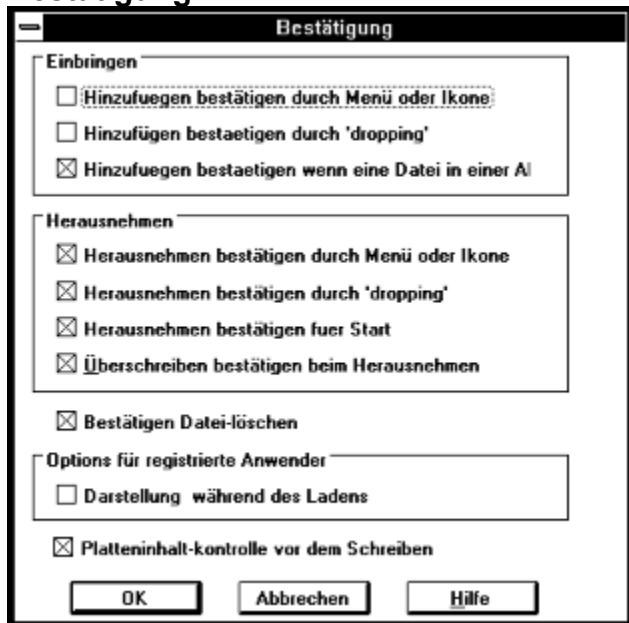 Bestätigung
Einbringen
Hinzufuegen bestätigen durch Menü oder Ikone
Hinzufügen bestaetigen durch 'dropping'
Hinzufuegen bestaetigen wenn eine Datei in einer
Herausnehmen
Herausnehmen bestätigen durch Menü oder Ikone
Herausnehmen bestätigen durch 'dropping'
Herausnehmen bestätigen fuer Start
Überschreiben bestätigen beim Herausnehmen
Bestätigen Datei-löschen
Options für registrierte Anwender
Darstellung während des Ladens
Platteninhalt-kontrolle vor dem Schreiben
OK Abbrechen Hilfe